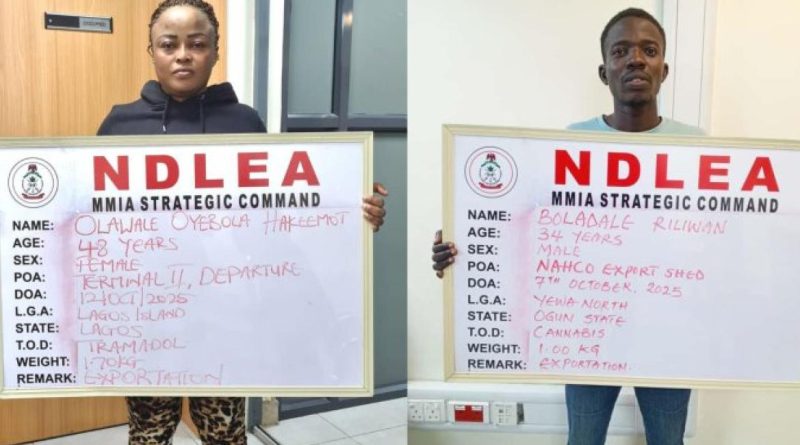 NDLEA
MMIA STRATEGIC COMMAND
NAME: OLAWALE OYEBOLA HAKEEMOT
AGE: 48 YEARS
SEX: FEMALE
POA: TERMINAL II, DEPARTURE
DOA: 12/OCT/2025
L.G.A: LAGOS ISLAND
STATE: LAGOS
T.O.D: TRAMADOL
WEIGHT: 1.70KG
REMARK: EXPORTATION
NDLEA
MMIA STRATEGIC COMMAND
NAME: BOLADALE RILIWAN
AGE: 34 YEARS
SEX: MALE
POA: NAHCO EXPORT SHED
DOA: 7TH OCTOBER, 2025
L.G.A: YEWA NORTH
STATE: OGUN STATE
T.O.D: CANNABIS
WEIGHT: 1.00 KG
REMARK: EXPORTATION.